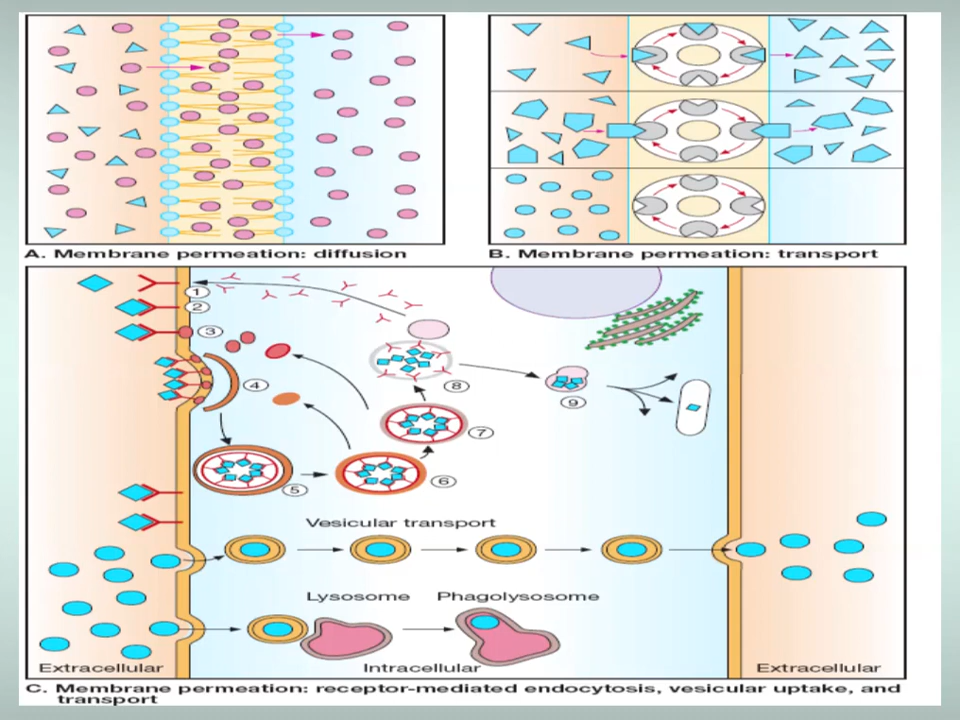 A. Membrane permeation: diffusion
B. Membrane permeation: transport
1
2
3
4
5
6
7
8
9
Vesicular transport
Lysosome
Phagolysosome
Extracellular
Intracellular
Extracellular
C. Membrane permeation: receptor-mediated endocytosis, vesicular uptake, and
transport